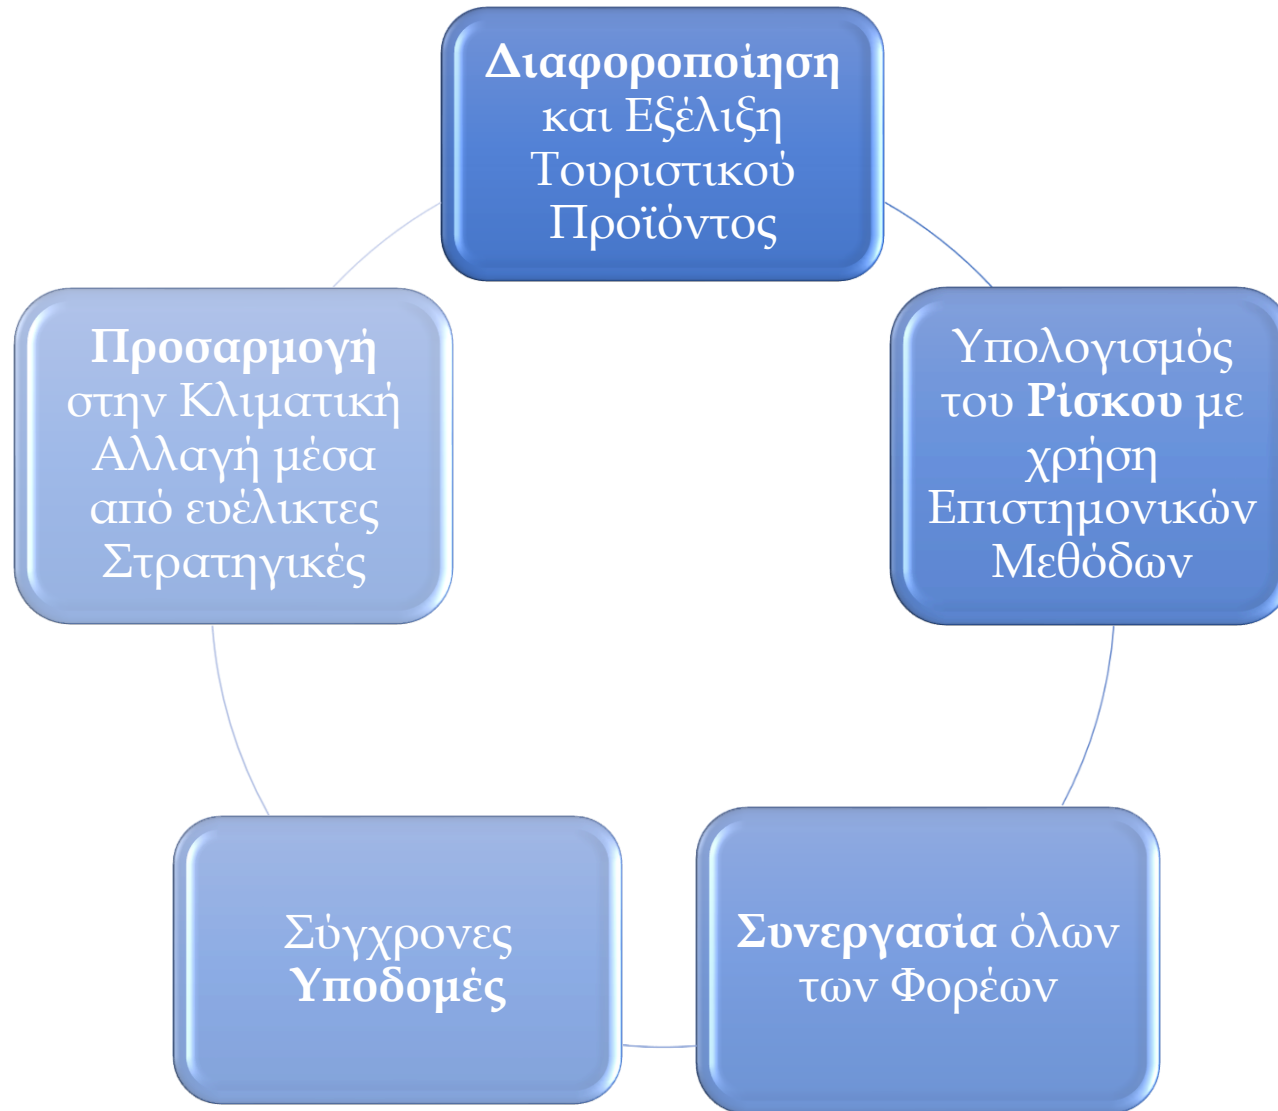 Διαφοροποίηση
και Εξέλιξη
Τουριστικού
Προϊόντος
Υπολογισμός
του Ρίσκου με
χρήση
Επιστημονικών
Μεθόδων
Συνεργασία όλων
των Φορέων
Σύγχρονες
Υποδομές
Προσαρμογή
στην Κλιματική
Αλλαγή μέσα
από ευέλικτες
Στρατηγικές